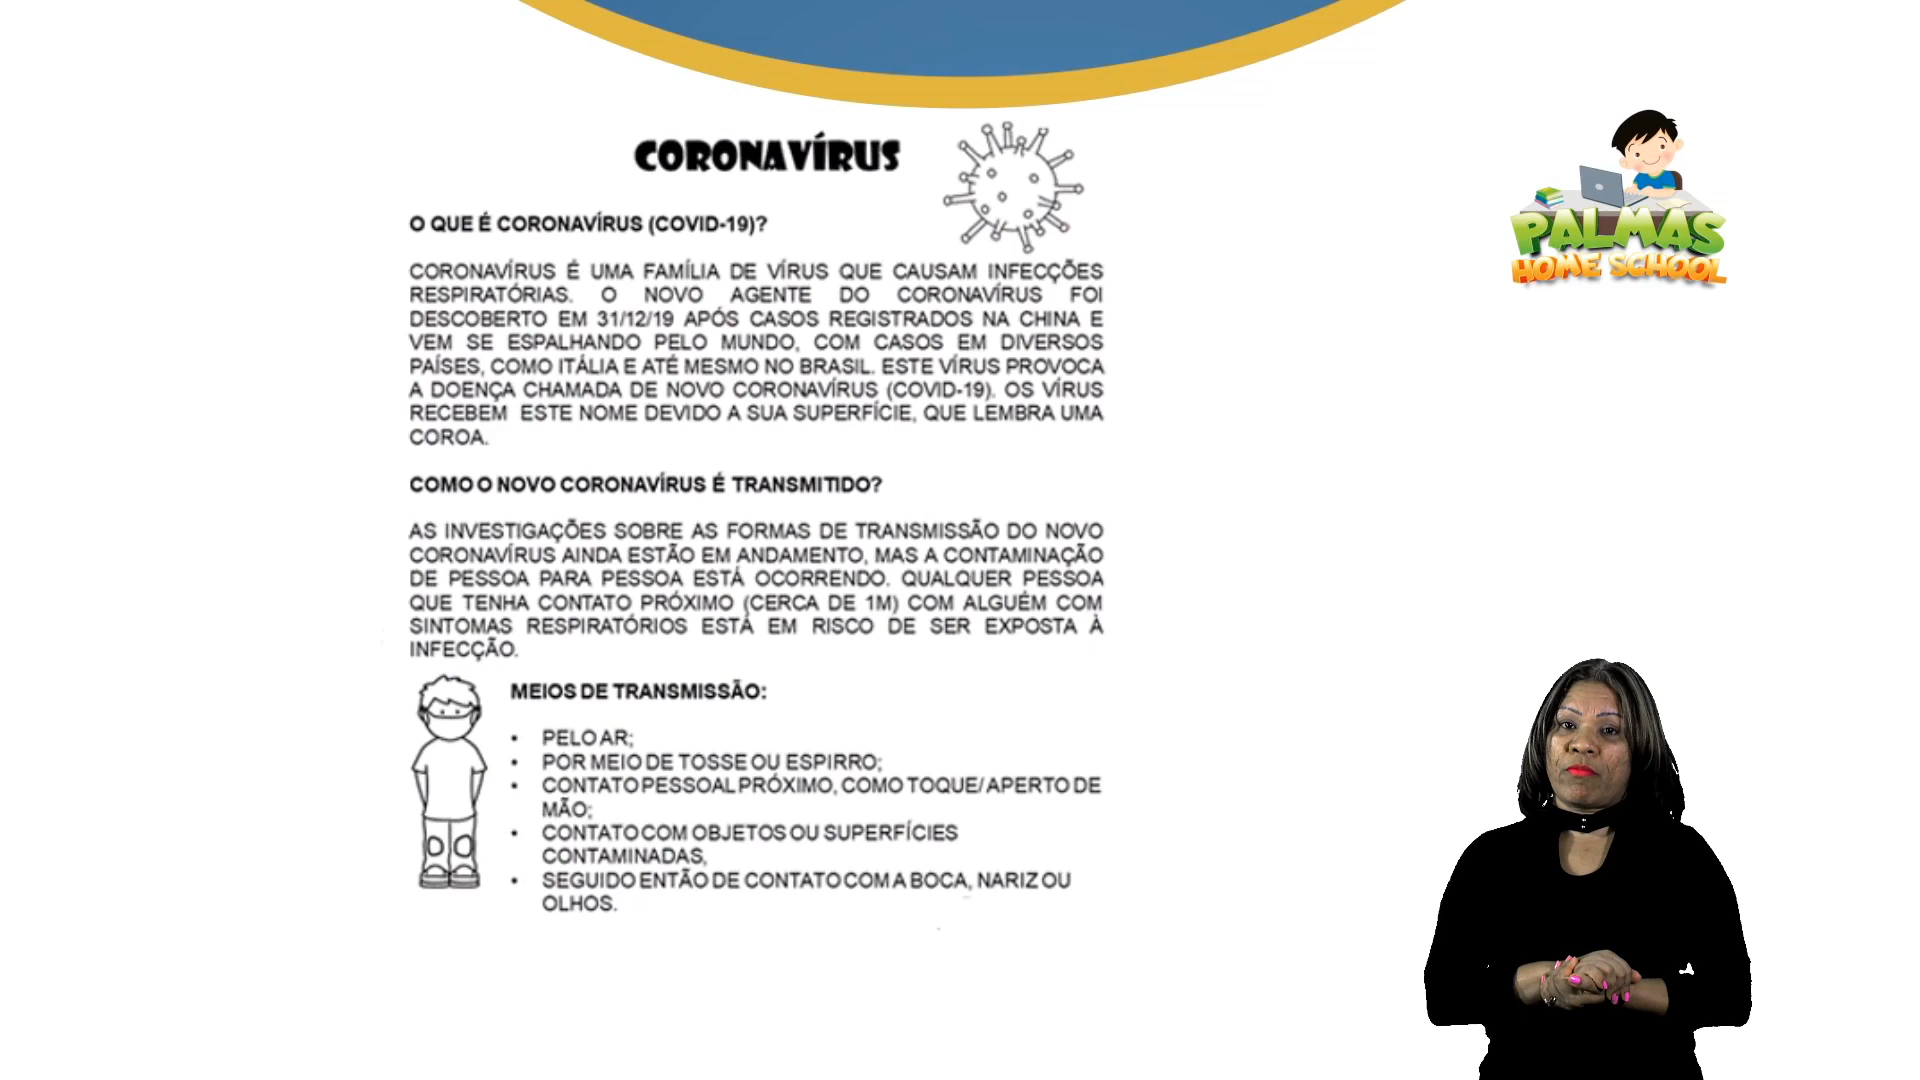 CORONAVÍRUS
O QUE É CORONAVÍRUS (COVID-19)?
CORONAVÍRUS É UMA FAMÍLIA DE VÍRUS QUE CAUSAM INFECÇÕES
RESPIRATÓRIAS. O NOVO AGENTE DO CORONAVÍRUS FOI
DESCOBERTO EM 31/12/19 APÓS CASOS REGISTRADOS NA CHINA E
VEM SE ESPALHANDO PELO MUNDO, COM CASOS EM DIVERSOS
PAÍSES, COMO ITÁLIA E ATÉ MESMO NO BRASIL. ESTE VÍRUS PROVOCA
A DOENÇA CHAMADA DE NOVO CORONAVÍRUS (COVID-19). OS VÍRUS
RECEBEM ESTE NOME DEVIDO A SUA SUPERFÍCIE, QUE LEMBRA UMA
COROA.
COMO O NOVO CORONAVÍRUS É TRANSMITIDO?
AS INVESTIGAÇÕES SOBRE AS FORMAS DE TRANSMISSÃO DO NOVO
CORONAVÍRUS AINDA ESTÃO EM ANDAMENTO, MAS A CONTAMINAÇÃO
DE PESSOA PARA PESSOA ESTÁ OCORRENDO. QUALQUER PESSOA
QUE TENHA CONTATO PRÓXIMO (CERCA DE 1M) COM ALGUÉM COM
SINTOMAS RESPIRATÓRIOS ESTÁ EM RISCO DE SER EXPOSTA À
INFECÇÃO.
MEIOS DE TRANSMISSÃO:
• PELO AR;
• POR MEIO DE TOSSE OU ESPIRRO;
• CONTATO PESSOAL PRÓXIMO, COMO TOQUE/ APERTO DE
MÃO;
• CONTATO COM OBJETOS OU SUPERFÍCIES
CONTAMINADAS,
• SEGUIDO ENTÃO DE CONTATO COM A BOCA, NARIZ OU
OLHOS.
PALMAS
HOME SCHOOL